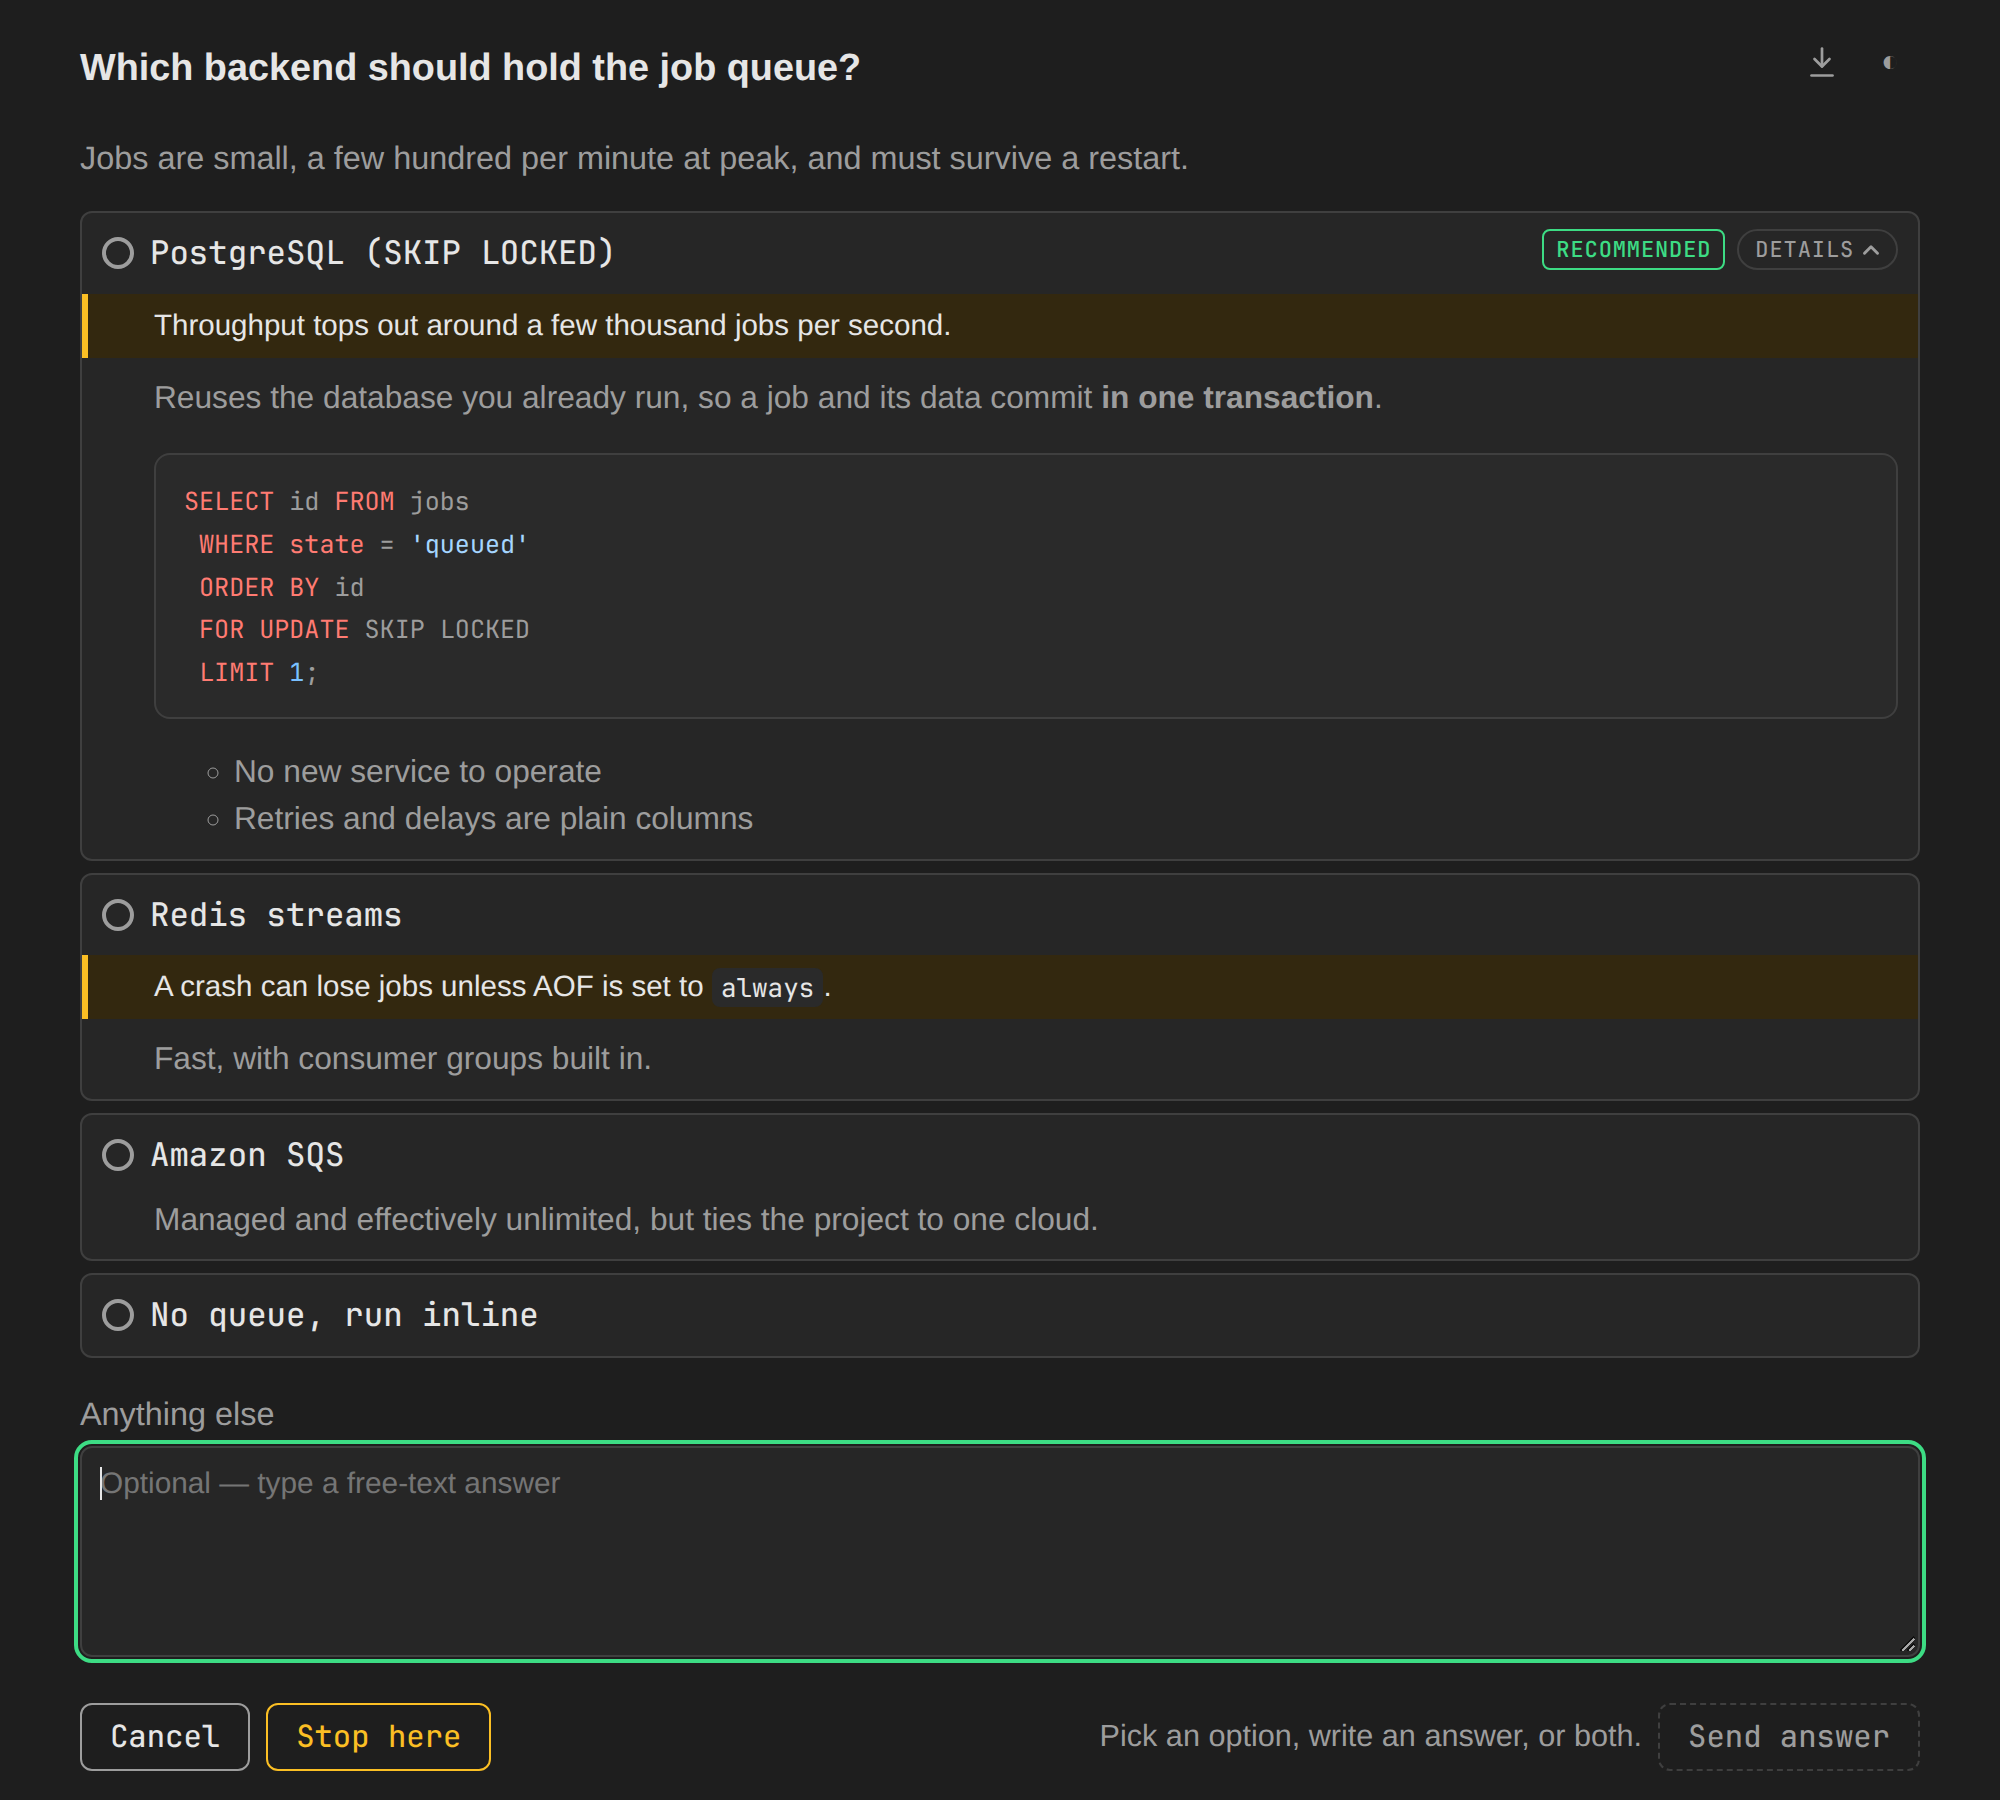 Which backend should hold the job queue?
Jobs are small, a few hundred per minute at peak, and must survive a restart.
PostgreSQL (SKIP LOCKED)
RECOMMENDED
DETAILS
Throughput tops out around a few thousand jobs per second.
Reuses the database you already run, so a job and its data commit in one transaction.
SELECT id FROM jobs
 WHERE state = 'queued'
 ORDER BY id
 FOR UPDATE SKIP LOCKED
 LIMIT 1;
No new service to operate
Retries and delays are plain columns
Redis streams
A crash can lose jobs unless AOF is set to always.
Fast, with consumer groups built in.
Amazon SQS
Managed and effectively unlimited, but ties the project to one cloud.
No queue, run inline
Anything else
Optional — type a free-text answer
Cancel
Stop here
Pick an option, write an answer, or both.
Send answer